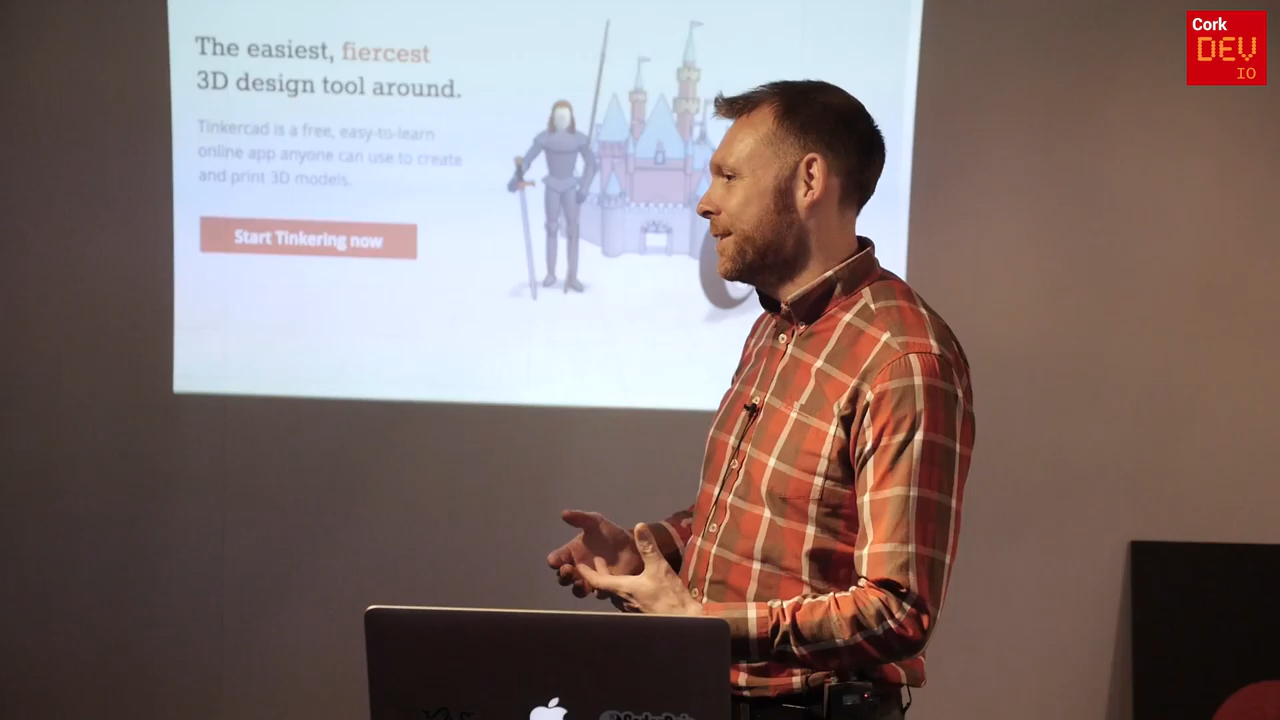 The easiest, fiercest
3D design tool around.
Tinkercad is a free, easy-to-learn
online app anyone can use to create
and print 3D models.
Start Tinkering now
Cork
DEV
IO